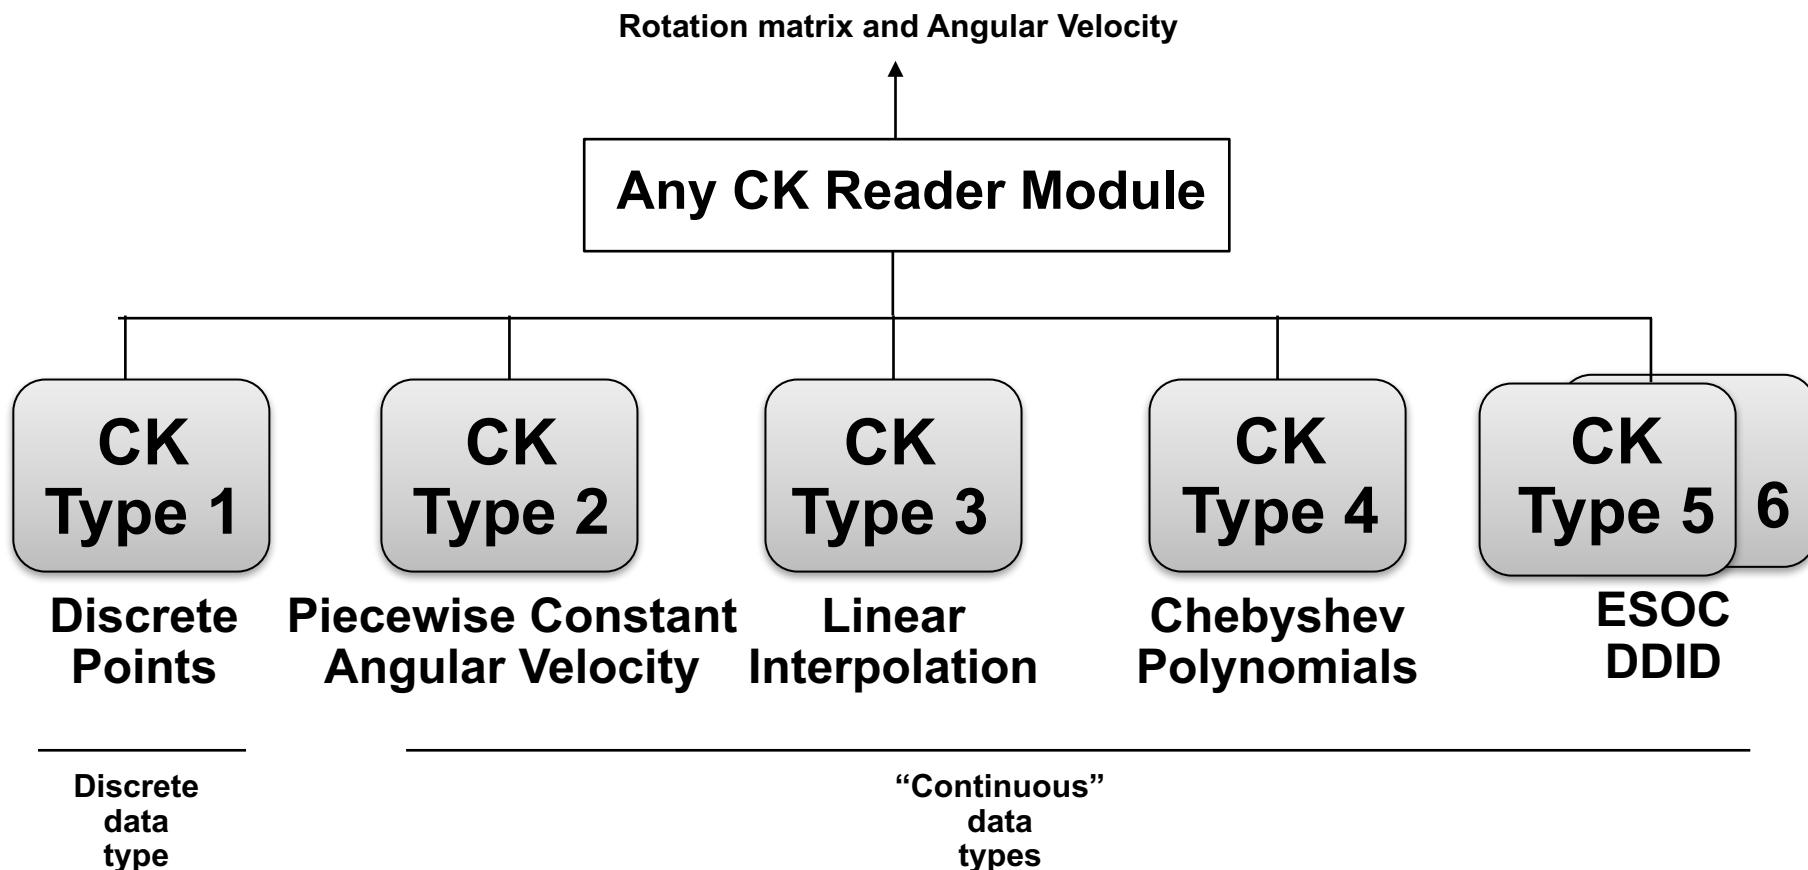 Rotation matrix and Angular Velocity
Any CK Reader Module
CK
Type 1
CK
Type 2
CK
Type 3
CK
Type 4
CK
Type 5
6
Discrete
Points
Piecewise Constant
Angular Velocity
Linear
Interpolation
Chebyshev
Polynomials
ESOC
DDID
Discrete
data
type
“Continuous”
data
types